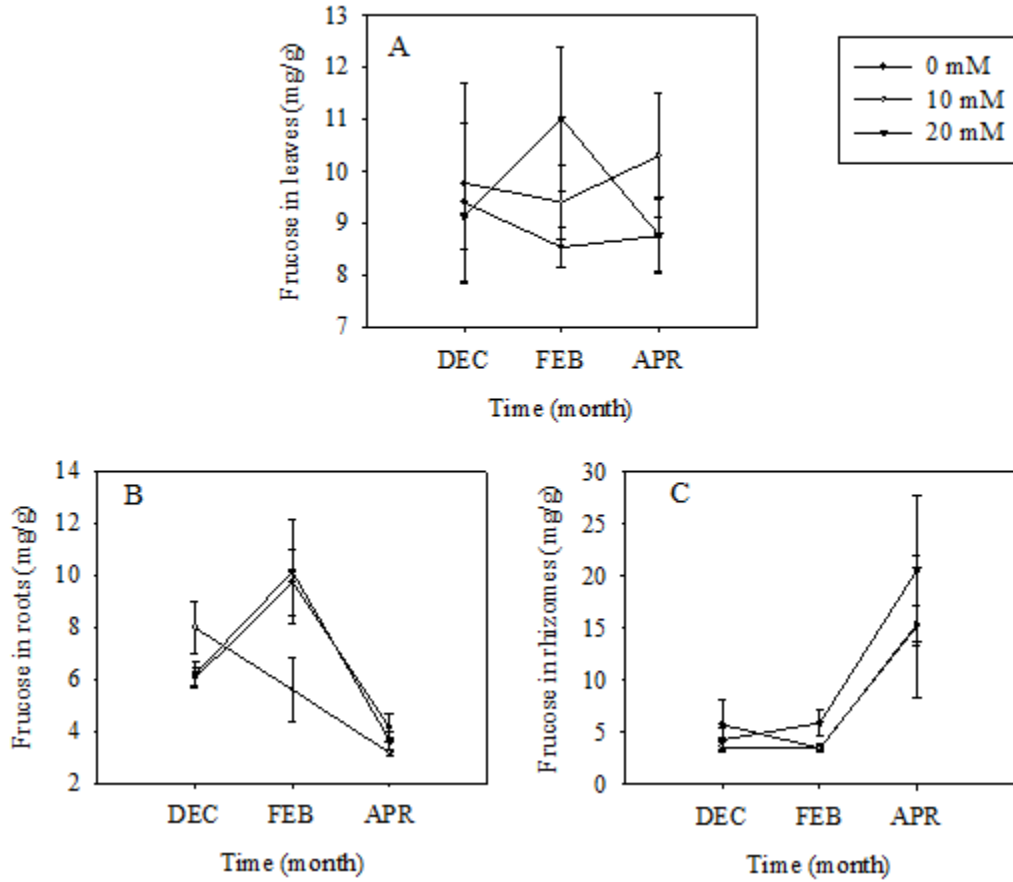 13
12
11
10
9
8
7
A
Frucose in leaves (mg/g)
DEC FEB APR
Time (month)
0 mM
10 mM
20 mM
14
12
10
8
6
4
2
B
Frucose in roots (mg/g)
DEC FEB APR
Time (month)
30
25
20
15
10
5
0
C
Frucose in rhizomes (mg/g)
DEC FEB APR
Time (month)